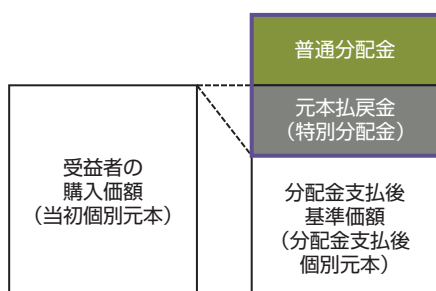 普通分配金
元本払戻金
（特別分配金）
受益者の
購入価額
（当初個別元本）
分配金支払後
基準価額
（分配金支払後
個別元本）